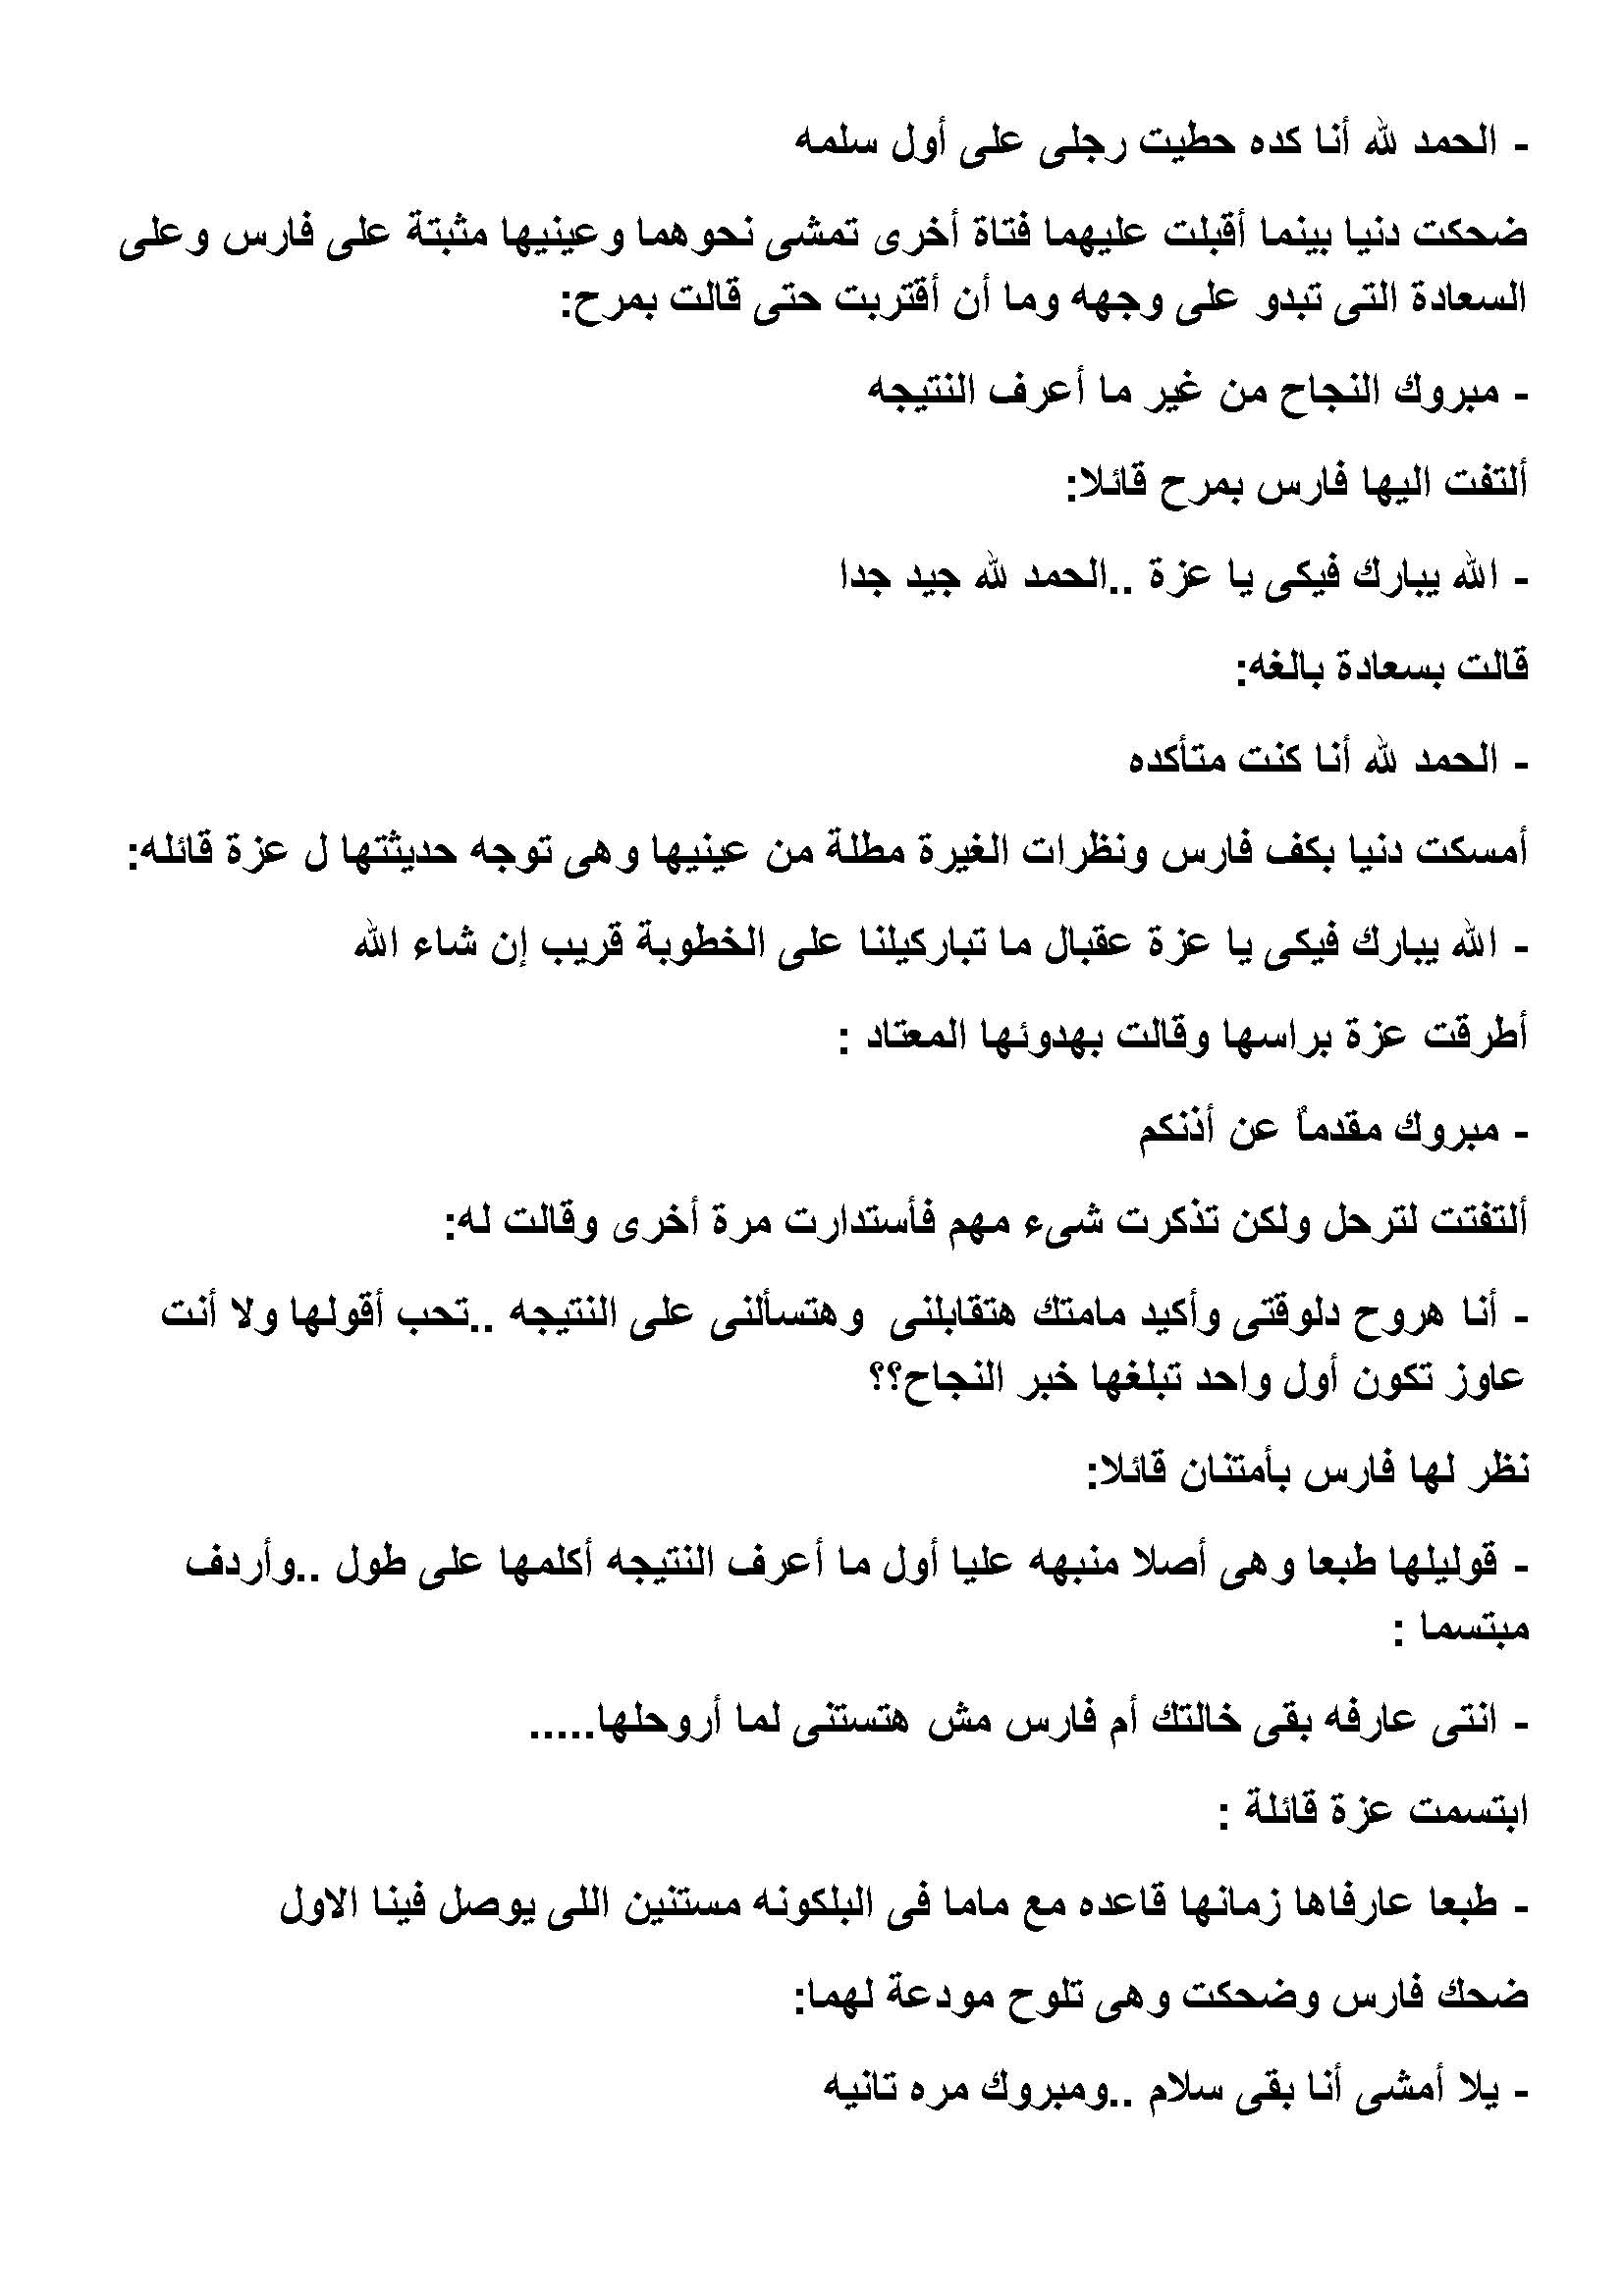 - الحمد لله أنا كده حطيت رجلى على أول سلمه
ضحكت دنيا بينما أقبلت عليهما فتاة أخرى تمشى نحوهما وعينيها مثبتة على فارس وعلى
السعادة التى تبدو على وجهه وما أن أقتربت حتى قالت بمرح:
- مبروك النجاح من غير ما أعرف النتيجه
ألتفت اليها فارس بمرح قائلا:
- الله يبارك فيكى يا عزة ..الحمد لله جيد جدا
قالت بسعادة بالغه:
- الحمد لله أنا كنت متأكده
أمسكت دنيا بكف فارس ونظرات الغيرة مطلة من عينيها وهى توجه حديثتها ل عزة قائله:
- الله يبارك فيكى يا عزة عقبال ما تباركيلنا على الخطوبة قريب إن شاء الله
أطرقت عزة براسها وقالت بهدوئها المعتاد :
- مبروك مقدماٌ عن أذنكم
ألتفتت لترحل ولكن تذكرت شىء مهم فأستدارت مرة أخرى وقالت له:
- أنا هروح دلوقتى وأكيد مامتك هتقابلنى  وهتسألنى على النتيجه ..تحب أقولها ولا أنت
عاوز تكون أول واحد تبلغها خبر النجاح؟؟
نظر لها فارس بأمتنان قائلا:
- قوليلها طبعا وهى أصلا منبهه عليا أول ما أعرف النتيجه أكلمها على طول ..وأردف
مبتسما :
- انتى عارفه بقى خالتك أم فارس مش هتستنى لما أروحلها.....
ابتسمت عزة قائلة :
- طبعا عارفاها زمانها قاعده مع ماما فى البلكونه مستنين اللى يوصل فينا الاول
ضحك فارس وضحكت وهى تلوح مودعة لهما:
- يلا أمشى أنا بقى سلام ..ومبروك مره تانيه